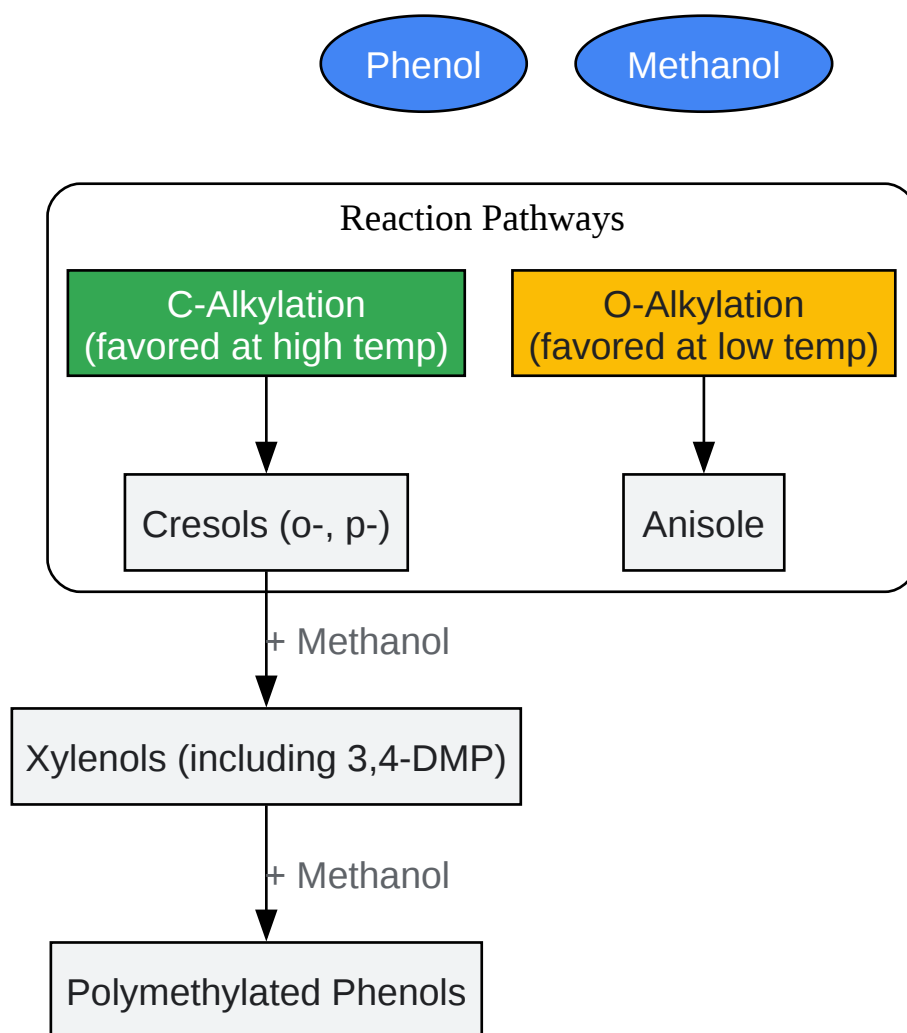 Phenol
Methanol
Reaction Pathways
C-Alkylation
(favored at high temp)
O-Alkylation
(favored at low temp)
Cresols (o-, p-)
Anisole
+ Methanol
Xylenols (including 3,4-DMP)
+ Methanol
Polymethylated Phenols